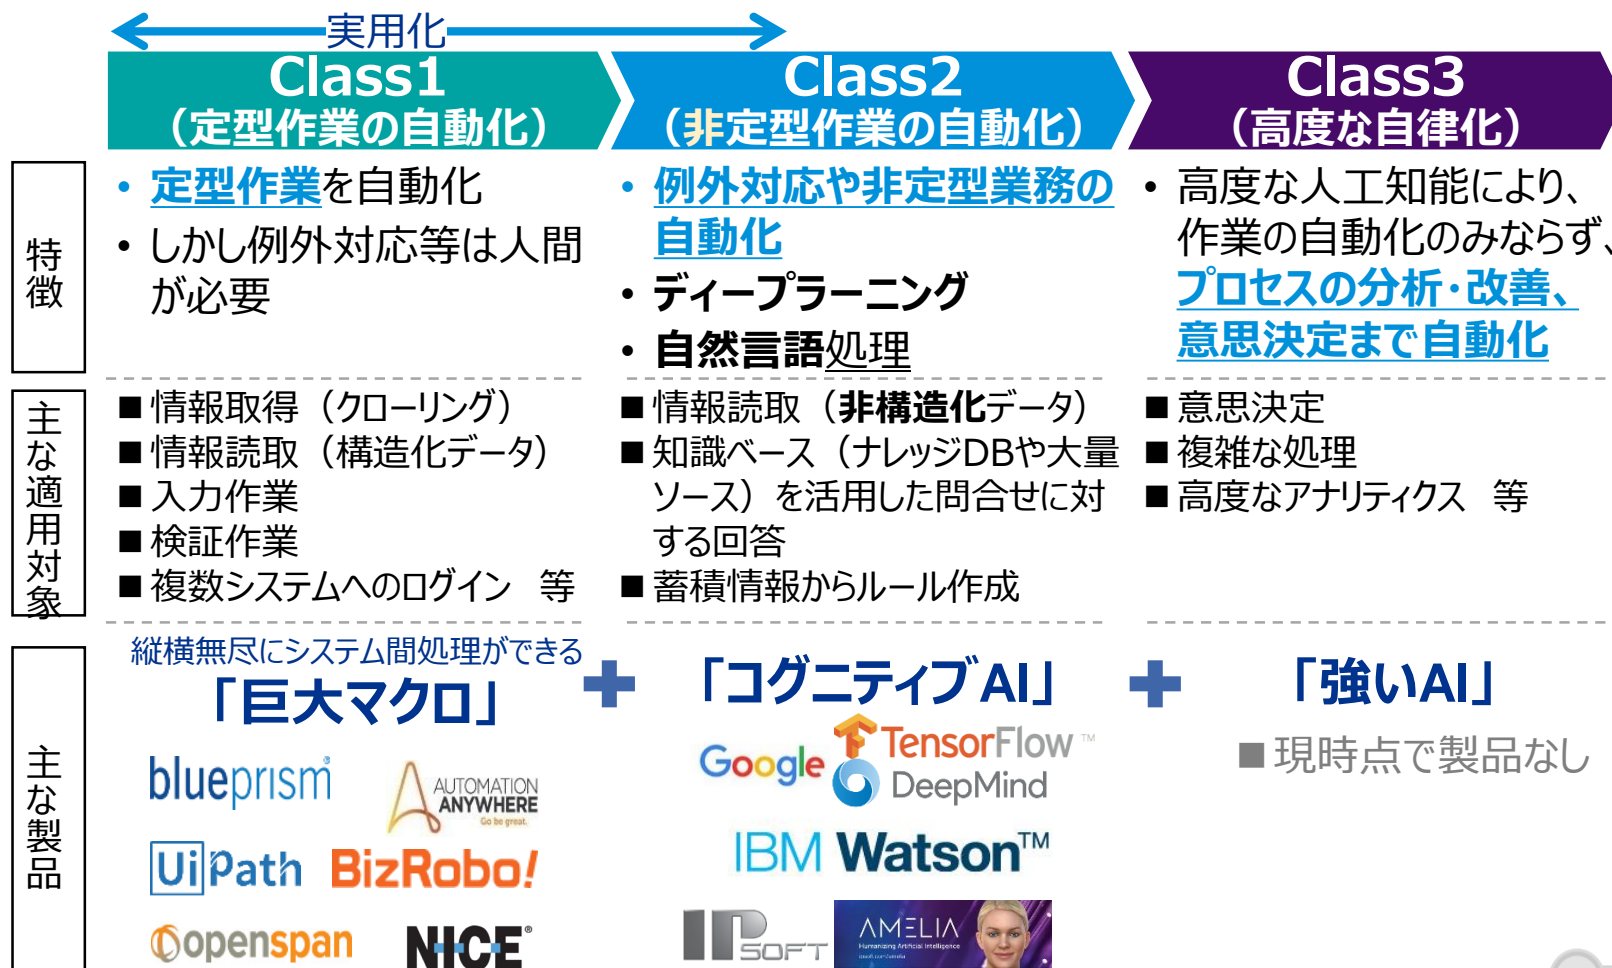 実用化
Class1
（定型作業の自動化）
Class2
（非定型作業の自動化）
Class3
（高度な自律化）
特徴
• 定型作業を自動化
• しかし例外対応等は人間
が必要
• 例外対応や非定型業務の
自動化
• ディープラーニング
• 自然言語処理
• 高度な人工知能により、
作業の自動化のみならず、
プロセスの分析・改善、
意思決定まで自動化
主な適用対象
■ 情報取得（クローリング）
■ 情報読取（構造化データ）
■ 入力作業
■ 検証作業
■ 複数システムへのログイン　等
■ 情報読取（非構造化データ）
■ 知識ベース（ナレッジDBや大量
ソース）を活用した問合せに対
する回答
■ 蓄積情報からルール作成
■ 意思決定
■ 複雑な処理
■ 高度なアナリティクス　等
主な製品
縦横無尽にシステム間処理ができる
「巨大マクロ」
+
「コグニティブAI」
+
「強いAI」
blueprism®
AUTOMATION
ANYWHERE
Go be great.
UiPath
BizRobo!
openspan
NICE®
Google
TensorFlow™
DeepMind
IBM Watson™
IPSOFT
AMELIA
Humanizing Artificial Intelligence
ipsoft.com/amelia
■ 現時点で製品なし